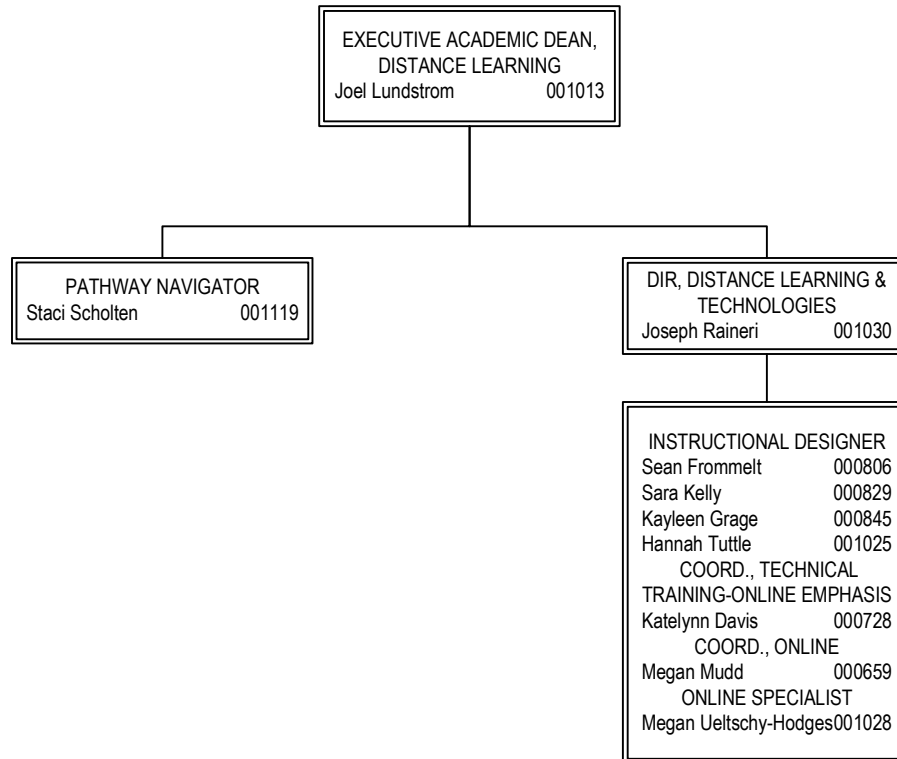 EXECUTIVE ACADEMIC DEAN,
DISTANCE LEARNING
Joel Lundstrom 001013
PATHWAY NAVIGATOR
Staci Scholten 001119
DIR, DISTANCE LEARNING &
TECHNOLOGIES
Joseph Raineri 001030
INSTRUCTIONAL DESIGNER
Sean Frommelt 000806
Sara Kelly 000829
Kayleen Grage 000845
Hannah Tuttle 001025
COORD., TECHNICAL
TRAINING-ONLINE EMPHASIS
Katelynn Davis 000728
COORD., ONLINE
Megan Mudd 000659
ONLINE SPECIALIST
Megan Ueltschy-Hodges001028